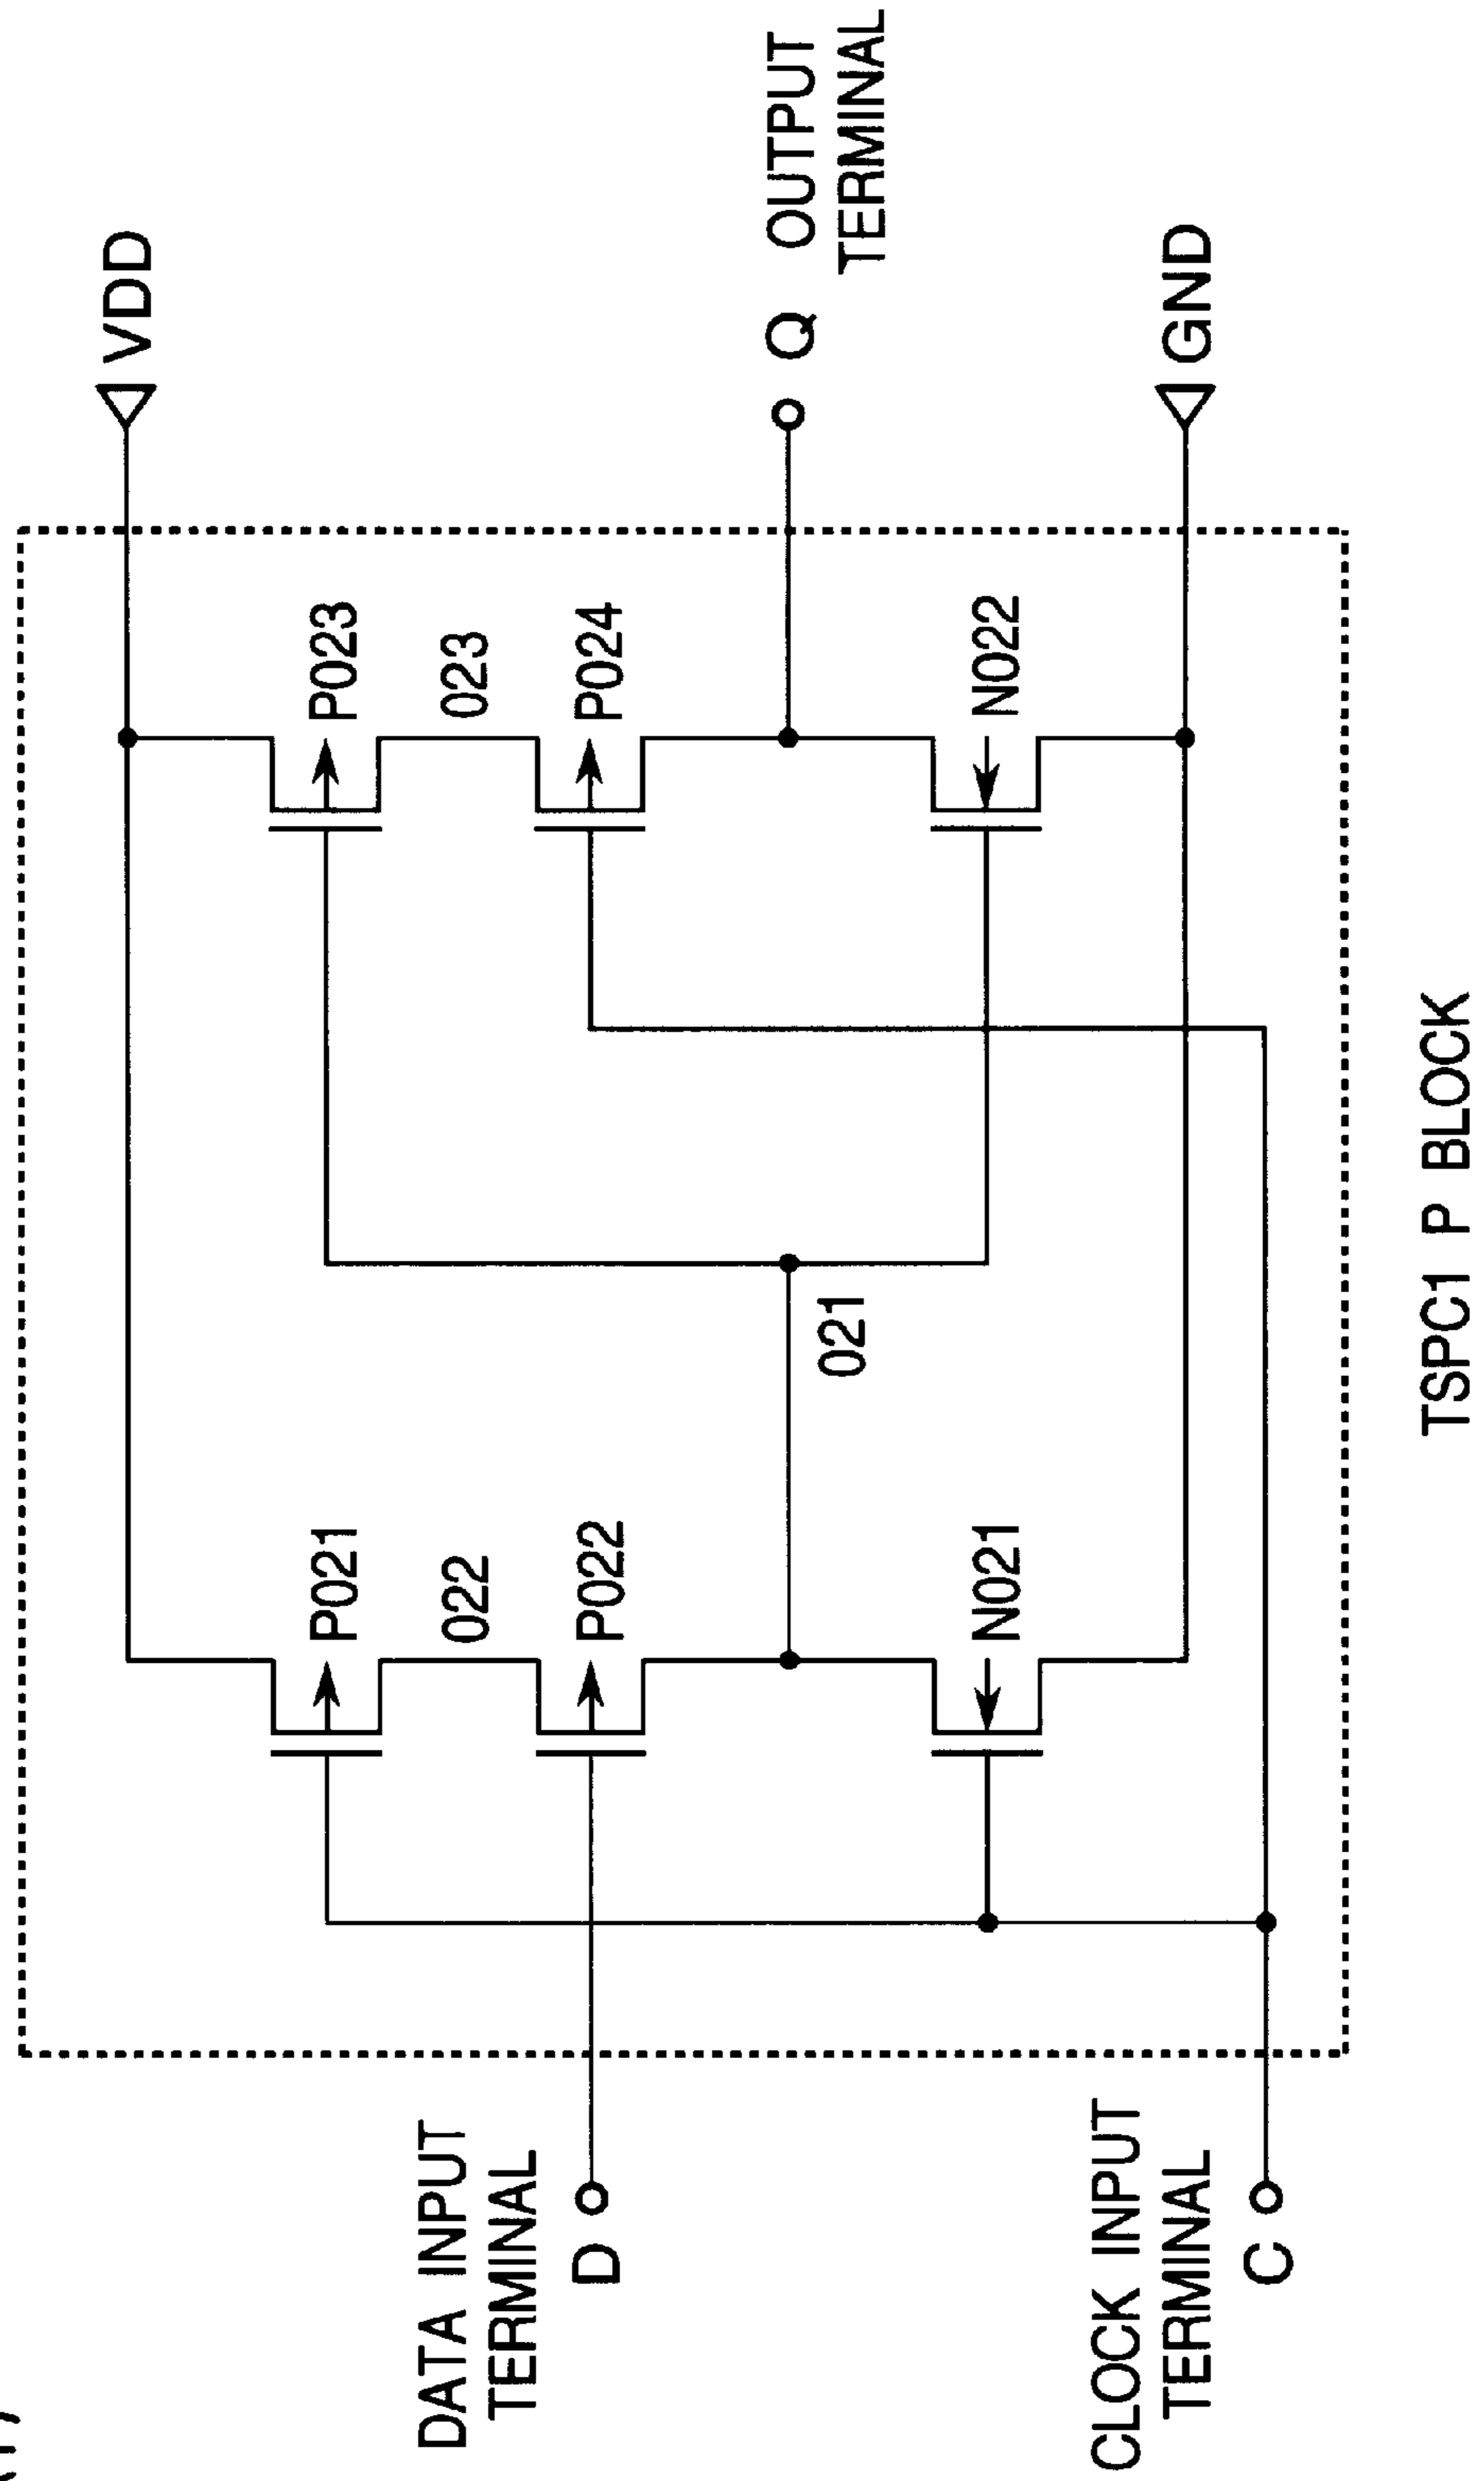 VDD
P021
P023
022
023
DATA INPUT
TERMINAL
D
P022
P024
021
Q OUTPUT
TERMINAL
N021
N022
CLOCK INPUT
TERMINAL
C
GND
TSPC1 P BLOCK